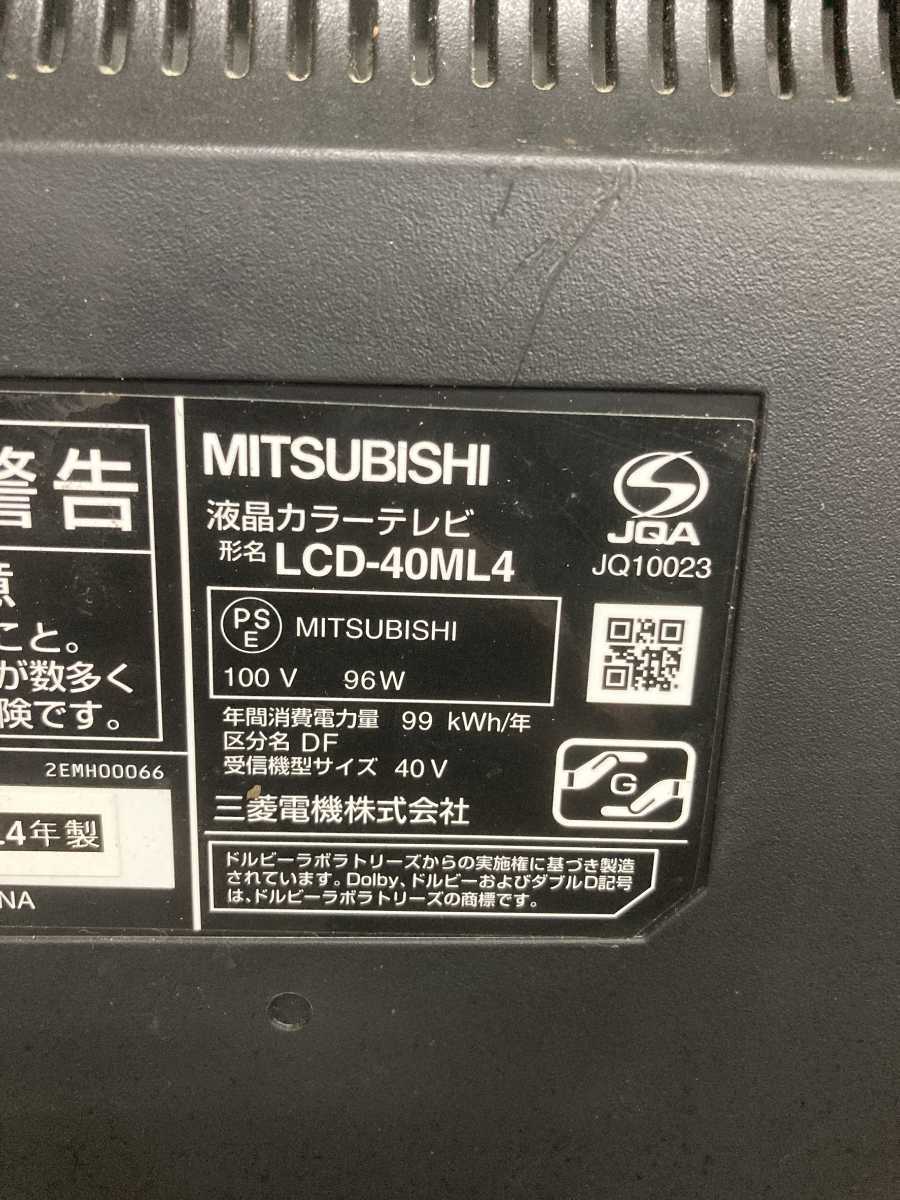 警告
意
こと。
が数多く
険です。
2EMH00066
.4年製
NA
MITSUBISHI
液晶カラーテレビ
形名 LCD-40ML4
JQA
JQ10023
PS
E
MITSUBISHI
100 V 96W
年間消費電力量 99 kWh/年
区分名 DF
受信機型サイズ 40V
G
三菱電機株式会社
ドルビーラボラトリーズからの実施権に基づき製造
されています。Dolby、ドルビーおよびダブルD記号
は、ドルビーラボラトリーズの商標です。